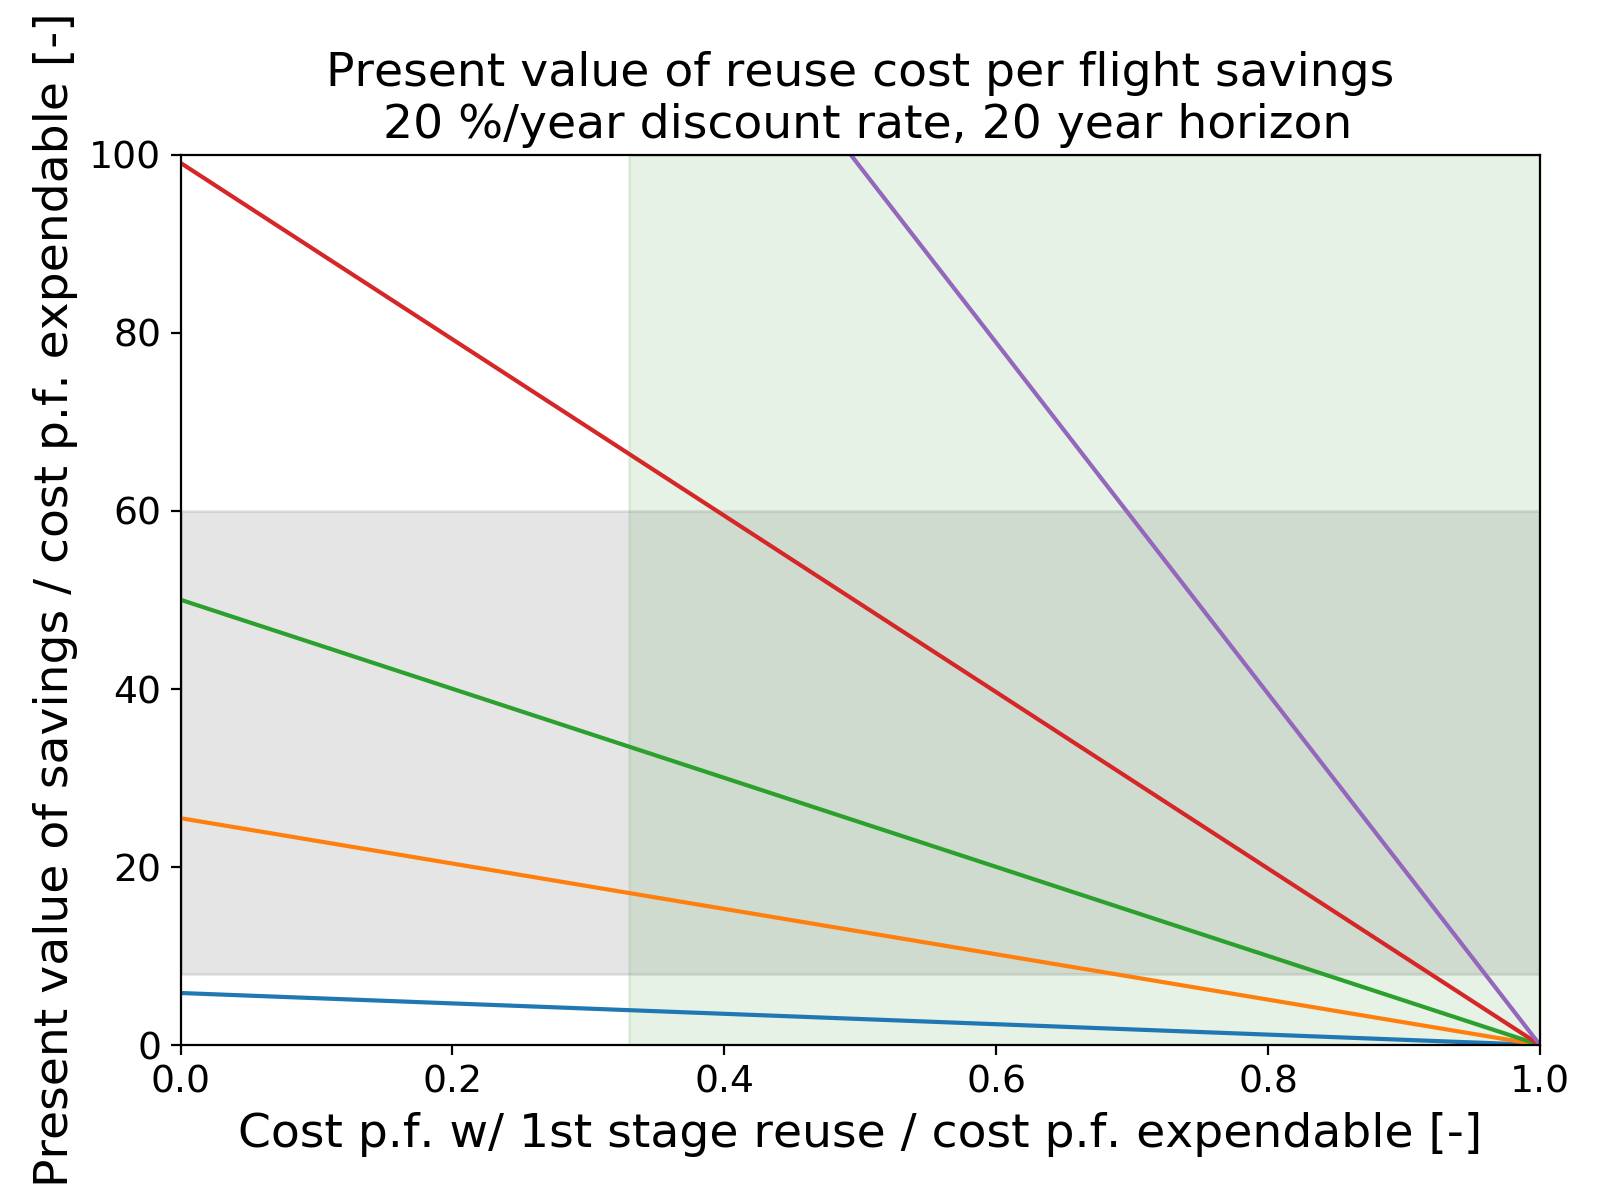 Present value of reuse cost per flight savings
20 %/year discount rate, 20 year horizon
Present value of savings / cost p.f. expendable [-]
100
80
60
40
20
0
0.0 0.2 0.4 0.6 0.8 1.0
Cost p.f. w/ 1st stage reuse / cost p.f. expendable [-]